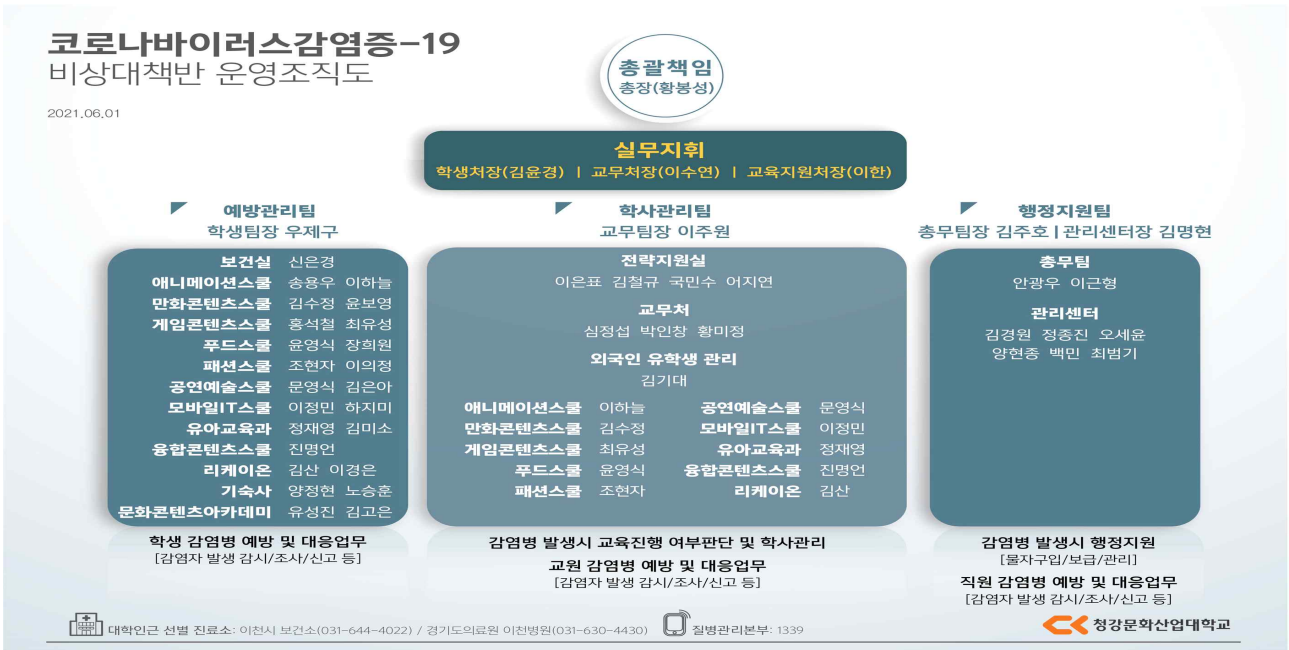 코로나바이러스감염증-19
비상대책반 운영조직도
2021.06.01
총괄책임
총장(황봉성)
실무지휘
학생처장(김윤경) | 교무처장(이수연) | 교육지원처장(이한)
예방관리팀
학생팀장 우제구
보건실 신은경
애니메이션스쿨 송용우 이하늘
만화콘텐츠스쿨 김수정 윤보영
게임콘텐츠스쿨 홍석철 최유성
푸드스쿨 윤영식 장희원
패션스쿨 조현자 이의정
공연예술스쿨 문영식 김은아
모바일IT스쿨 이정민 하지미
유아교육과 정재영 김미소
융합콘텐츠스쿨 진명언
리케이온 김산 이경은
기숙사 양정현 노승훈
문화콘텐츠아카데미 유성진 김고은
학생 감염병 예방 및 대응업무
[감염자 발생 감시/조사/신고 등]
학사관리팀
교무팀장 이주원
전략지원실
이은표 김철규 국민수 어지연
교무처
심정섭 박인창 황미정
외국인 유학생 관리
김기대
애니메이션스쿨 이하늘 공연예술스쿨 문영식
만화콘텐츠스쿨 김수정 모바일IT스쿨 이정민
게임콘텐츠스쿨 최유성 유아교육과 정재영
푸드스쿨 윤영식 융합콘텐츠스쿨 진명언
패션스쿨 조현자 리케이온 김산
감염병 발생시 교육진행 여부판단 및 학사관리
교원 감염병 예방 및 대응업무
[감염자 발생 감시/조사/신고 등]
행정지원팀
총무팀장 김주호 | 관리센터장 김명현
총무팀
안광우 이근형
관리센터
김경원 정종진 오세윤
양현종 백민 최범기
감염병 발생시 행정지원
[물자구입/보급/관리]
직원 감염병 예방 및 대응업무
[감염자 발생 감시/조사/신고 등]
대학인근 선별 진료소: 이천시 보건소(031-644-4022) / 경기도의료원 이천병원(031-630-4430) 질병관리본부: 1339
청강문화산업대학교